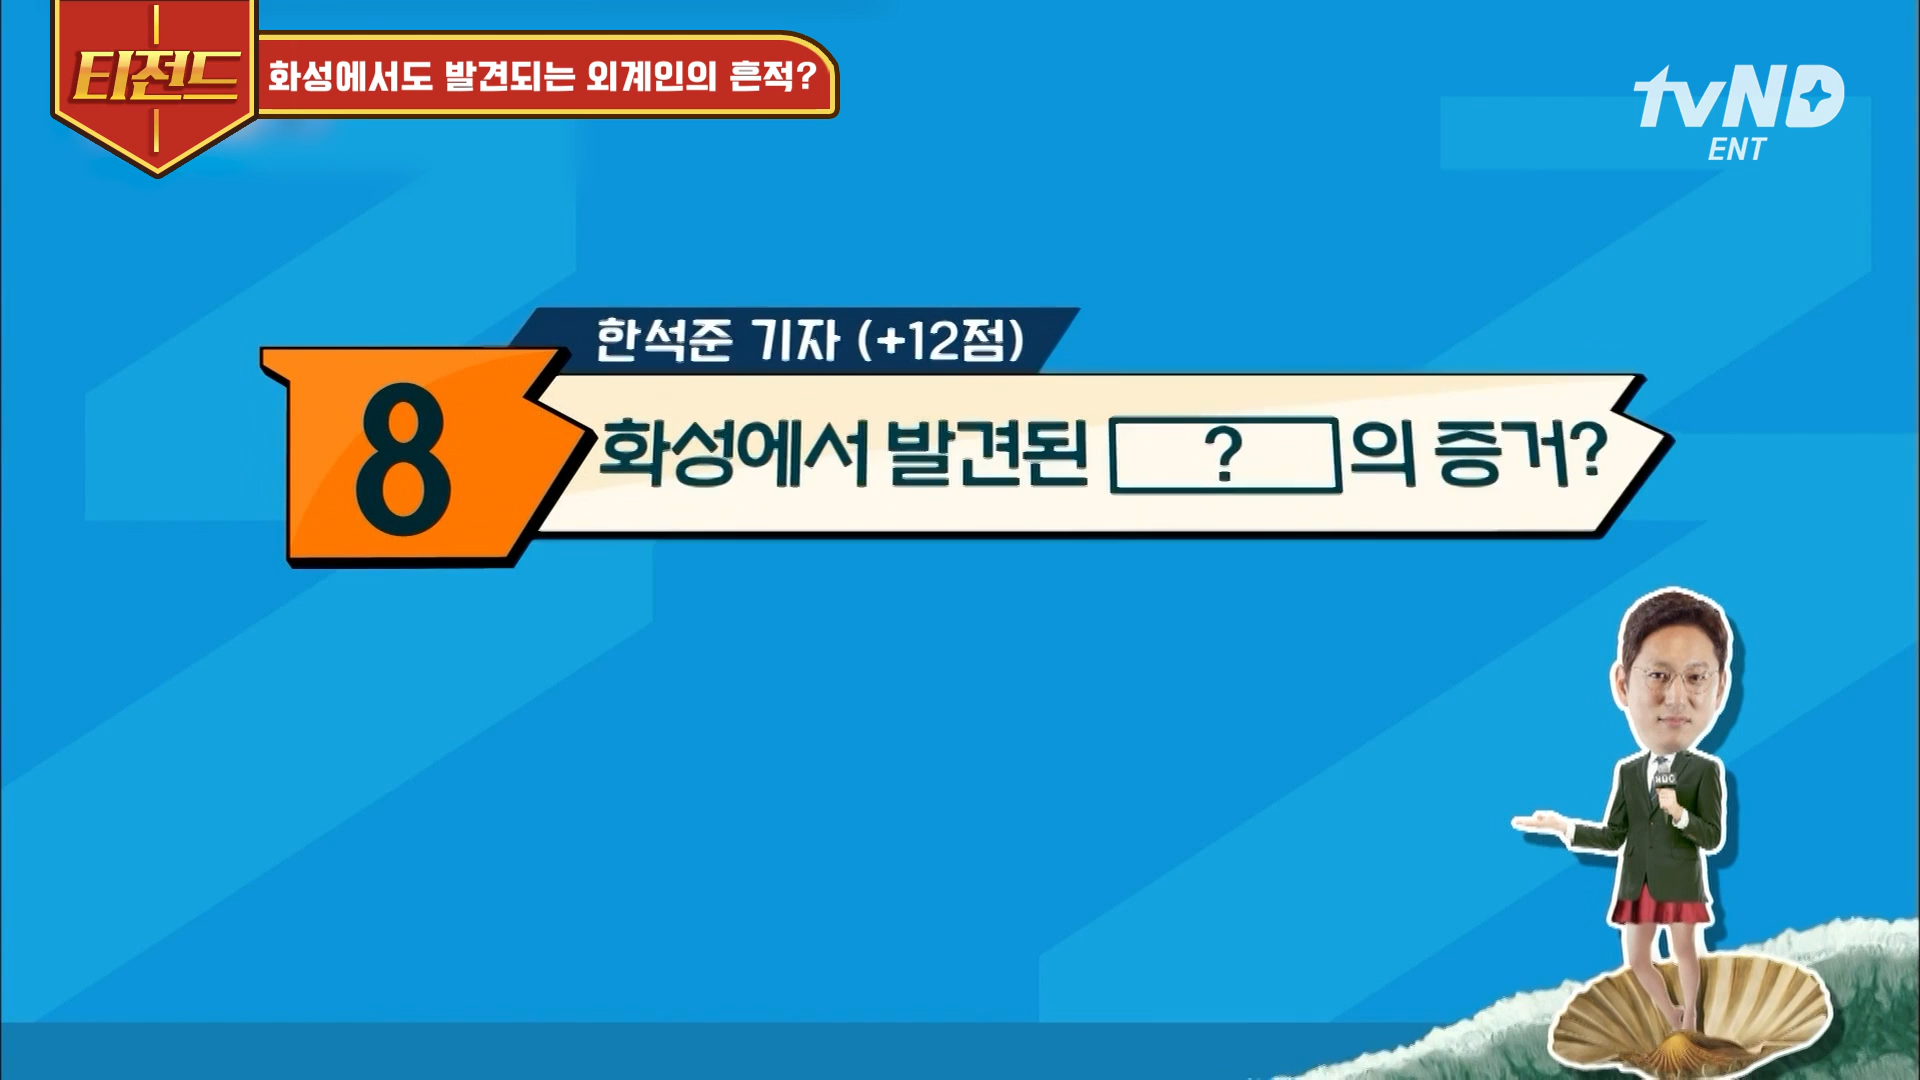 티전드
화성에서도 발견되는 외계인의 흔적?
tvND
ENT
한석준 기자 (+12점)
8
화성에서 발견된 ? 의 증거?